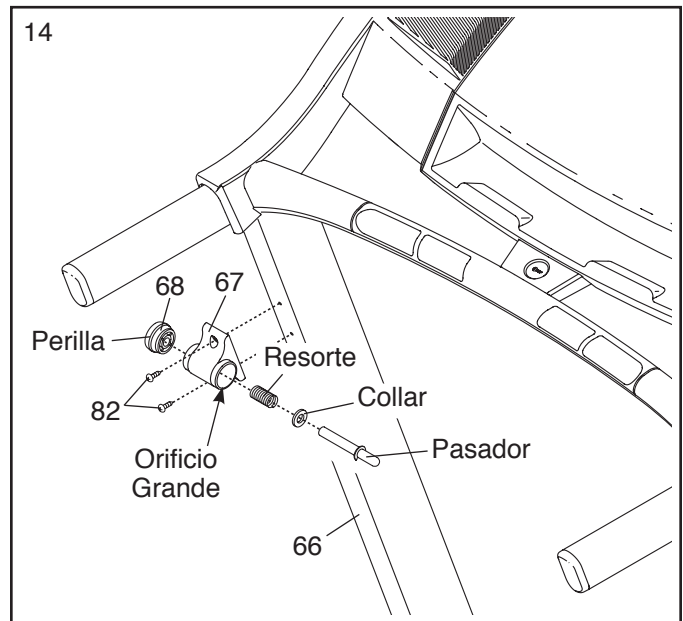 14
68
67
Perilla
Resorte
82
Collar
Orificio
Grande
Pasador
66